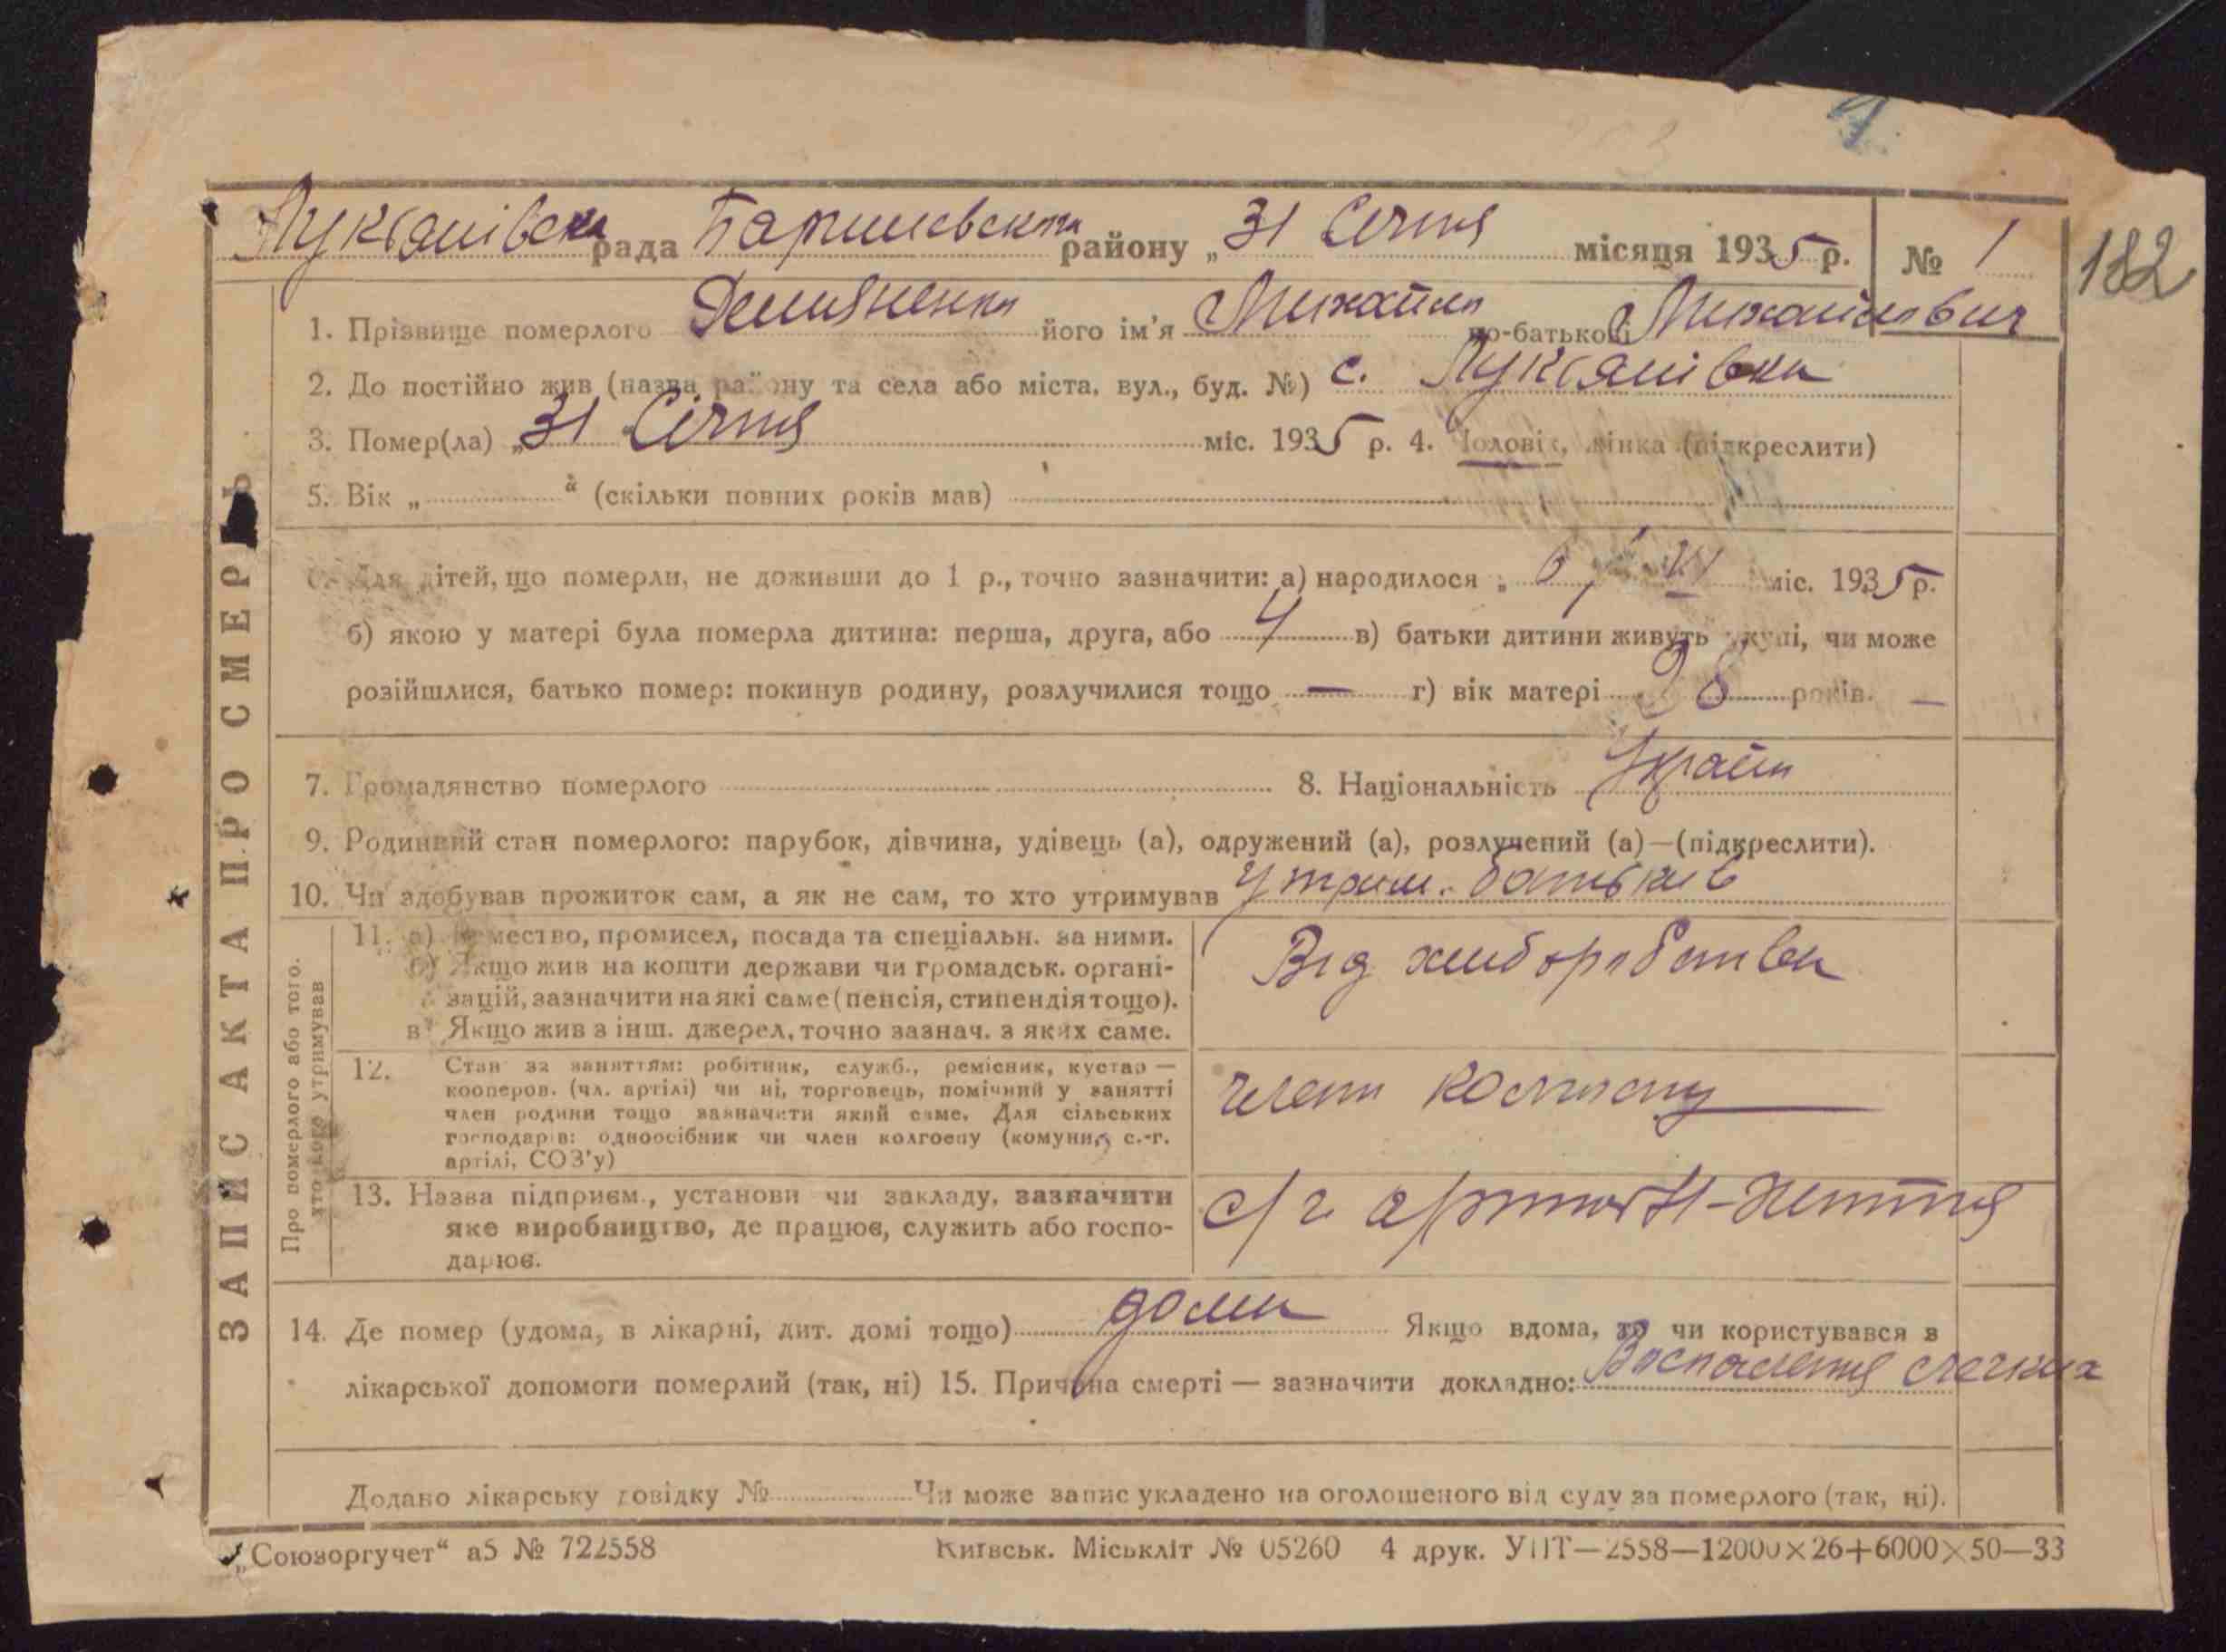 Лукьянівська рада Баришевського району „31 Січня місяця 1935 р. № 1
182
1. Прізвище померлого Демяненко його ім'я Михайло по-батькові Михайлович
2. До постійно жив (назва району та села або міста, вул., буд. №) с. Лукьянівка
3. Помер(ла) „31 Січня міс. 1935 р. 4. Чоловік, жінка (підкреслити)
5. Вік „ (скільки повних років мав)
6. Для дітей, що померли, не доживши до 1 р., точно зазначити: а) народилося „ 6 міс. 1935 р.
б) якою у матері була померла дитина: перша, друга, або 4 в) батьки дитини живуть укупі, чи може
розійшлися, батько помер: покинув родину, розлучилися тощо — г) вік матері 38 років. —
7. Громадянство померлого 8. Національність Україн
9. Родинний стан померлого: парубок, дівчина, удівець (а), одружений (а), розлучений (а)—(підкреслити).
10. Чи здобував прожиток сам, а як не сам, то хто утримував Утрим. батьків
ЗАПИС АКТА ПРО СМЕРТЬ
Про померлого або того.
хто його утримував
11. а) Ремество, промисел, посада та спеціальн. за ними.
б) Якщо жив на кошти держави чи громадськ. органі-
зацій, зазначити на які саме (пенсія, стипендія тощо).
в) Якщо жив з інш. джерел, точно зазнач. з яких саме.
Від хліборобства
12. Стан за заняттям: робітник, служб., ремісник, кустар —
кооперов. (чл. артілі) чи ні, торговець, помічний у занятті
член родини тощо зазначити який саме. Для сільських
господарів: одноосібник чи член колгоспу (комуни, с.-г.
артілі, СОЗ'у)
член колгоспу
13. Назва підприєм., установи чи закладу, зазначити
яке виробництво, де працює, служить або госпо-
дарює.
с/г Н-Життя
14. Де помер (удома, в лікарні, дит. домі тощо) дома Якщо вдома, то чи користувався в
лікарської допомоги померлий (так, ні) 15. Причина смерті — зазначити докладно: Воспаления легких
Додано лікарську довідку № Чи може запис укладено на оголошеного від суду за померлого (так, ні).
„Союзоргучет“ а5 № 722558 Київськ. Міськліт № 05260 4 друк. УПТ—2558—12000×26+6000×50—33